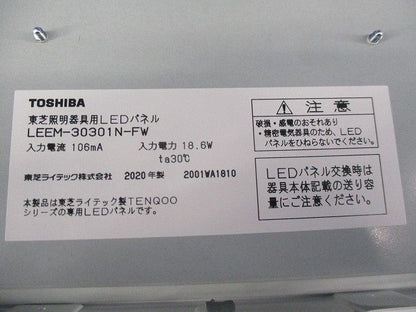 TOSHIBA
東芝照明器具用LEDパネル
LEEM-30301N-FW
入力電流 106mA 入力電力 18.6W
ta30℃
東芝ライテック株式会社 2020年製 2001WA1810
本製品は東芝ライテック製TENQOO
シリーズの専用LEDパネルです。
⚠ 注意
破損・感電のおそれあり
・精密電気器具のため、LED
パネルをひねらないでください。
LEDパネル交換時は
器具本体記載の送り容
量にご注意ください。